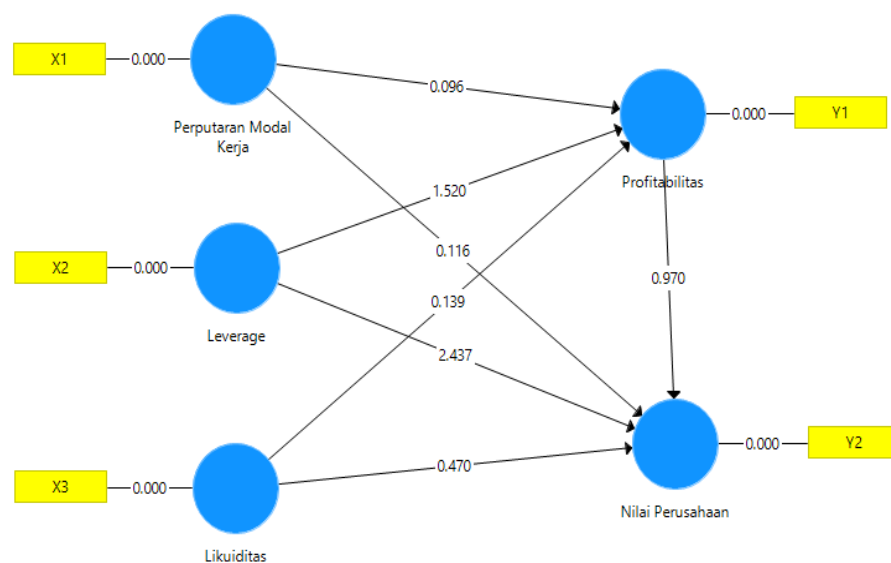 X1
0.000
Perputaran Modal
Kerja
0.096
Profitabilitas
0.000
Y1
1.520
0.116
X2
0.000
Leverage
0.139
0.970
2.437
X3
0.000
Likuiditas
0.470
Nilai Perusahaan
0.000
Y2